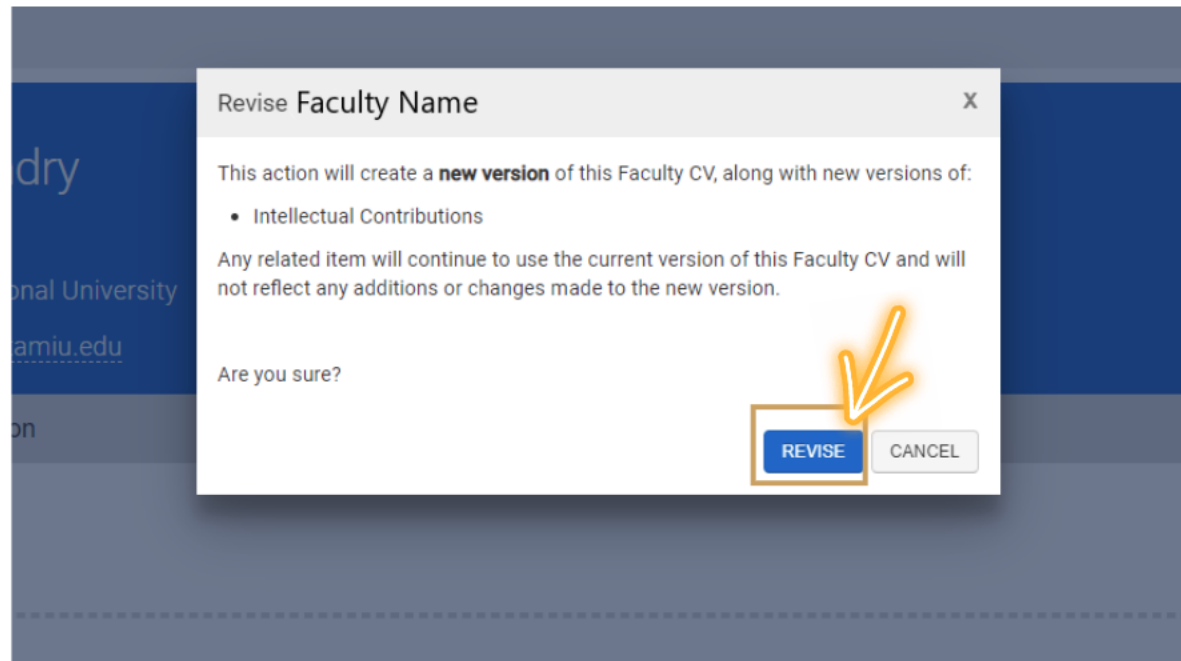 Revise Faculty Name X
This action will create a new version of this Faculty CV, along with new versions of:
• Intellectual Contributions
Any related item will continue to use the current version of this Faculty CV and will
not reflect any additions or changes made to the new version.
Are you sure?
REVISE CANCEL
dry
onal University
tamiu.edu
on